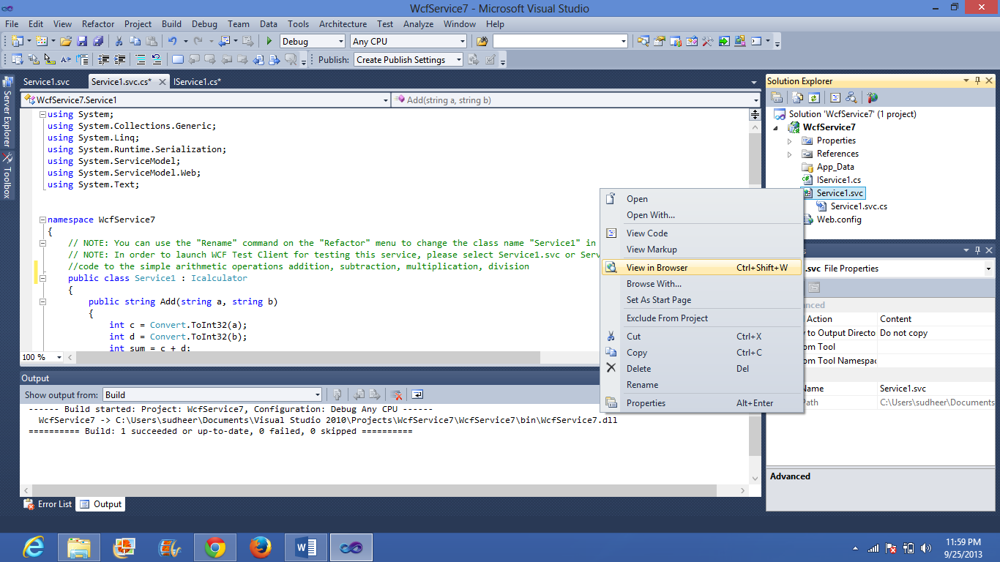 WcfService7 - Microsoft Visual Studio
File Edit View Refactor Project Build Debug Team Data Tools Architecture Test Analyze Window Help
Debug Any CPU
Publish: Create Publish Settings
Server Explorer
Toolbox
Service1.svc Service1.svc.cs* IService1.cs*
WcfService7.Service1 Add(string a, string b)
using System;
using System.Collections.Generic;
using System.Linq;
using System.Runtime.Serialization;
using System.ServiceModel;
using System.ServiceModel.Web;
using System.Text;
namespace WcfService7
{
// NOTE: You can use the "Rename" command on the "Refactor" menu to change the class name "Service1" in
// NOTE: In order to launch WCF Test Client for testing this service, please select Service1.svc or Serv
//code to the simple arithmetic operations addition, subtraction, multiplication, division
public class Service1 : Icalculator
{
public string Add(string a, string b)
{
int c = Convert.ToInt32(a);
int d = Convert.ToInt32(b);
int sum = c + d;
100 %
Output
Show output from: Build
------ Build started: Project: WcfService7, Configuration: Debug Any CPU ------
WcfService7 -> C:\Users\sudheer\Documents\Visual Studio 2010\Projects\WcfService7\WcfService7\bin\WcfService7.dll
========== Build: 1 succeeded or up-to-date, 0 failed, 0 skipped ==========
Error List Output
Open
Open With...
View Code
View Markup
View in Browser Ctrl+Shift+W
Browse With...
Set As Start Page
Exclude From Project
Cut Ctrl+X
Copy Ctrl+C
Delete Del
Rename
Properties Alt+Enter
Solution Explorer
Solution 'WcfService7' (1 project)
WcfService7
Properties
References
App_Data
IService1.cs
Service1.svc
Service1.svc.cs
Web.config
s
.svc File Properties
anced
Action Content
y to Output Directo Do not copy
om Tool
om Tool Namespac
Name Service1.svc
Path C:\Users\sudheer\Documents
Advanced
11:59 PM
9/25/2013